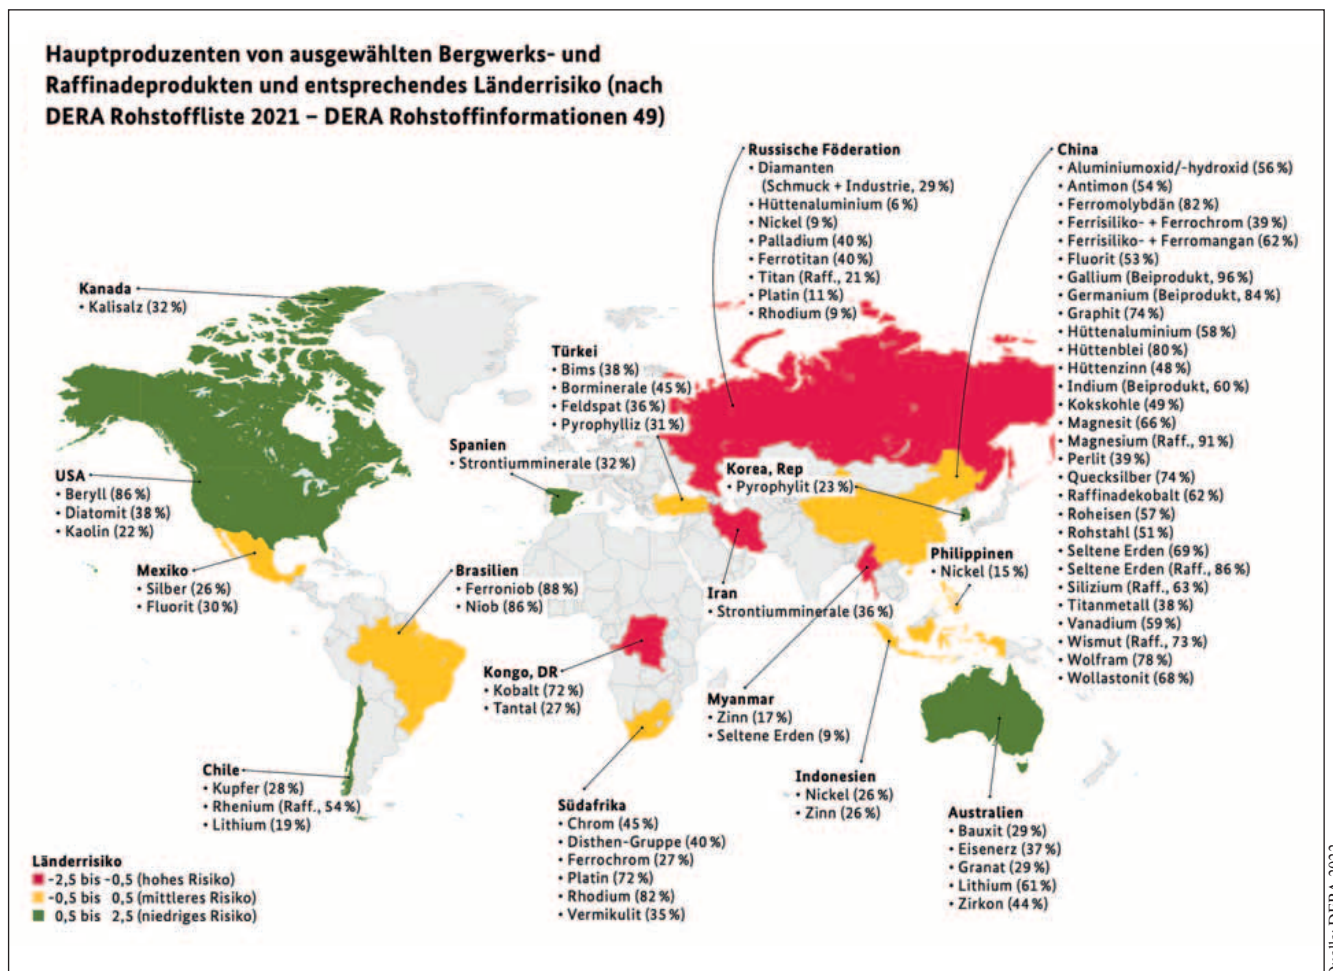 Hauptproduzenten von ausgewählten Bergwerks- und
Raffinadeprodukten und entsprechendes Länderrisiko (nach
DERA Rohstoffliste 2021 – DERA Rohstoffinformationen 49)
Russische Föderation
• Diamanten
(Schmuck + Industrie, 29 %)
• Hüttenaluminium (6 %)
• Nickel (9 %)
• Palladium (40 %)
• Ferrotitan (40 %)
• Titan (Raff., 21 %)
• Platin (11 %)
• Rhodium (9 %)
China
• Aluminiumoxid/-hydroxid (56 %)
• Antimon (54 %)
• Ferromolybdän (82 %)
• Ferrisiliko- + Ferrochrom (39 %)
• Ferrisiliko- + Ferromangan (62 %)
• Fluorit (53 %)
• Gallium (Beiprodukt, 96 %)
• Germanium (Beiprodukt, 84 %)
• Graphit (74 %)
• Hüttenaluminium (58 %)
• Hüttenblei (80 %)
• Hüttenzinn (48 %)
• Indium (Beiprodukt, 60 %)
• Kokskohle (49 %)
• Magnesit (66 %)
• Magnesium (Raff., 91 %)
• Perlit (39 %)
• Quecksilber (74 %)
• Raffinadekobalt (62 %)
• Roheisen (57 %)
• Rohstahl (51 %)
• Seltene Erden (69 %)
• Seltene Erden (Raff., 86 %)
• Silizium (Raff., 63 %)
• Titanmetall (38 %)
• Vanadium (59 %)
• Wismut (Raff., 73 %)
• Wolfram (78 %)
• Wollastonit (68 %)
Kanada
• Kalisalz (32 %)
Türkei
• Bims (38 %)
• Borminerale (45 %)
• Feldspat (36 %)
• Pyrophylliz (31 %)
Spanien
• Strontiumminerale (32 %)
Korea, Rep
• Pyrophylit (23 %)
USA
• Beryll (86 %)
• Diatomit (38 %)
• Kaolin (22 %)
Mexiko
• Silber (26 %)
• Fluorit (30 %)
Brasilien
• Ferroniob (88 %)
• Niob (86 %)
Iran
• Strontiumminerale (36 %)
Philippinen
• Nickel (15 %)
Kongo, DR
• Kobalt (72 %)
• Tantal (27 %)
Myanmar
• Zinn (17 %)
• Seltene Erden (9 %)
Chile
• Kupfer (28 %)
• Rhenium (Raff., 54 %)
• Lithium (19 %)
Südafrika
• Chrom (45 %)
• Disthen-Gruppe (40 %)
• Ferrochrom (27 %)
• Platin (72 %)
• Rhodium (82 %)
• Vermikulit (35 %)
Indonesien
• Nickel (26 %)
• Zinn (26 %)
Australien
• Bauxit (29 %)
• Eisenerz (37 %)
• Granat (29 %)
• Lithium (61 %)
• Zirkon (44 %)
Länderrisiko
-2,5 bis -0,5 (hohes Risiko)
-0,5 bis 0,5 (mittleres Risiko)
0,5 bis 2,5 (niedriges Risiko)
DERA 2022